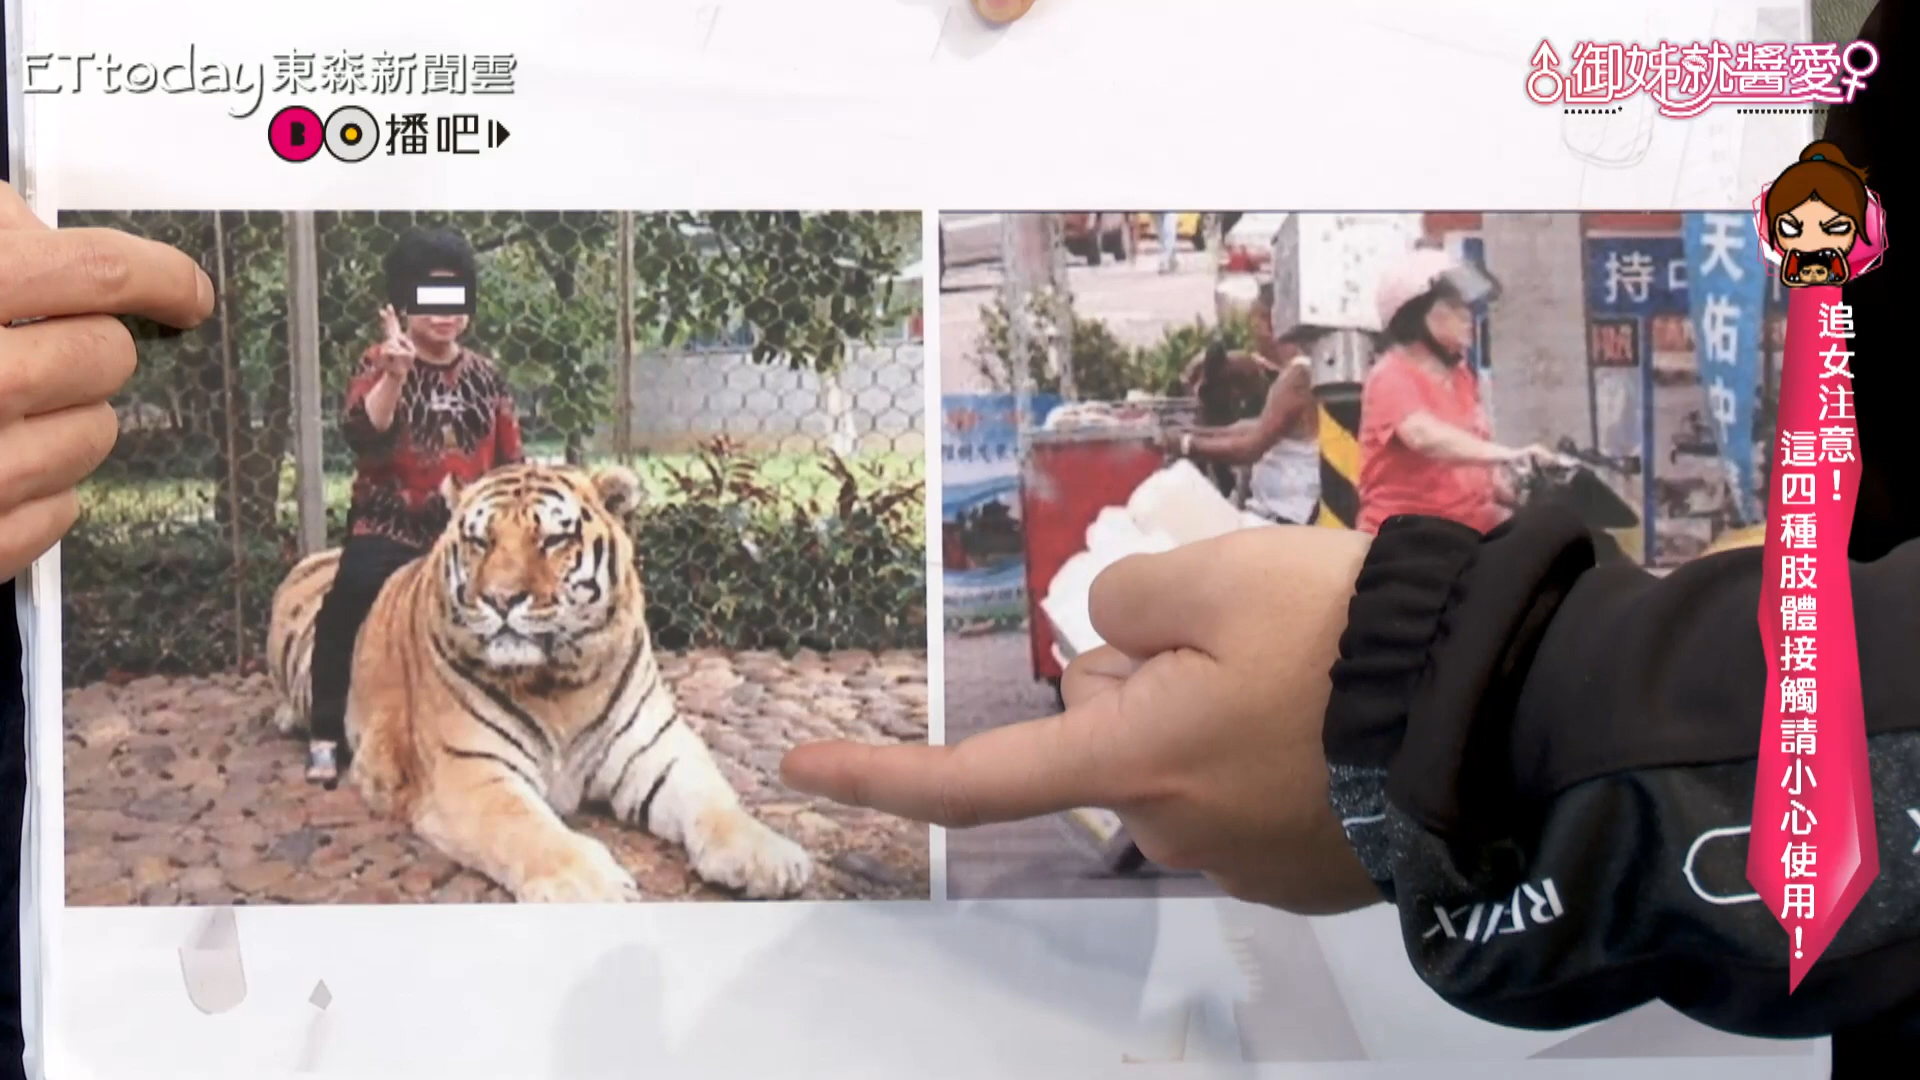 ETtoday東森新聞雲
播吧
御姊就醬愛
追女注意！
這四種肢體接觸請小心使用！
天佑中
持